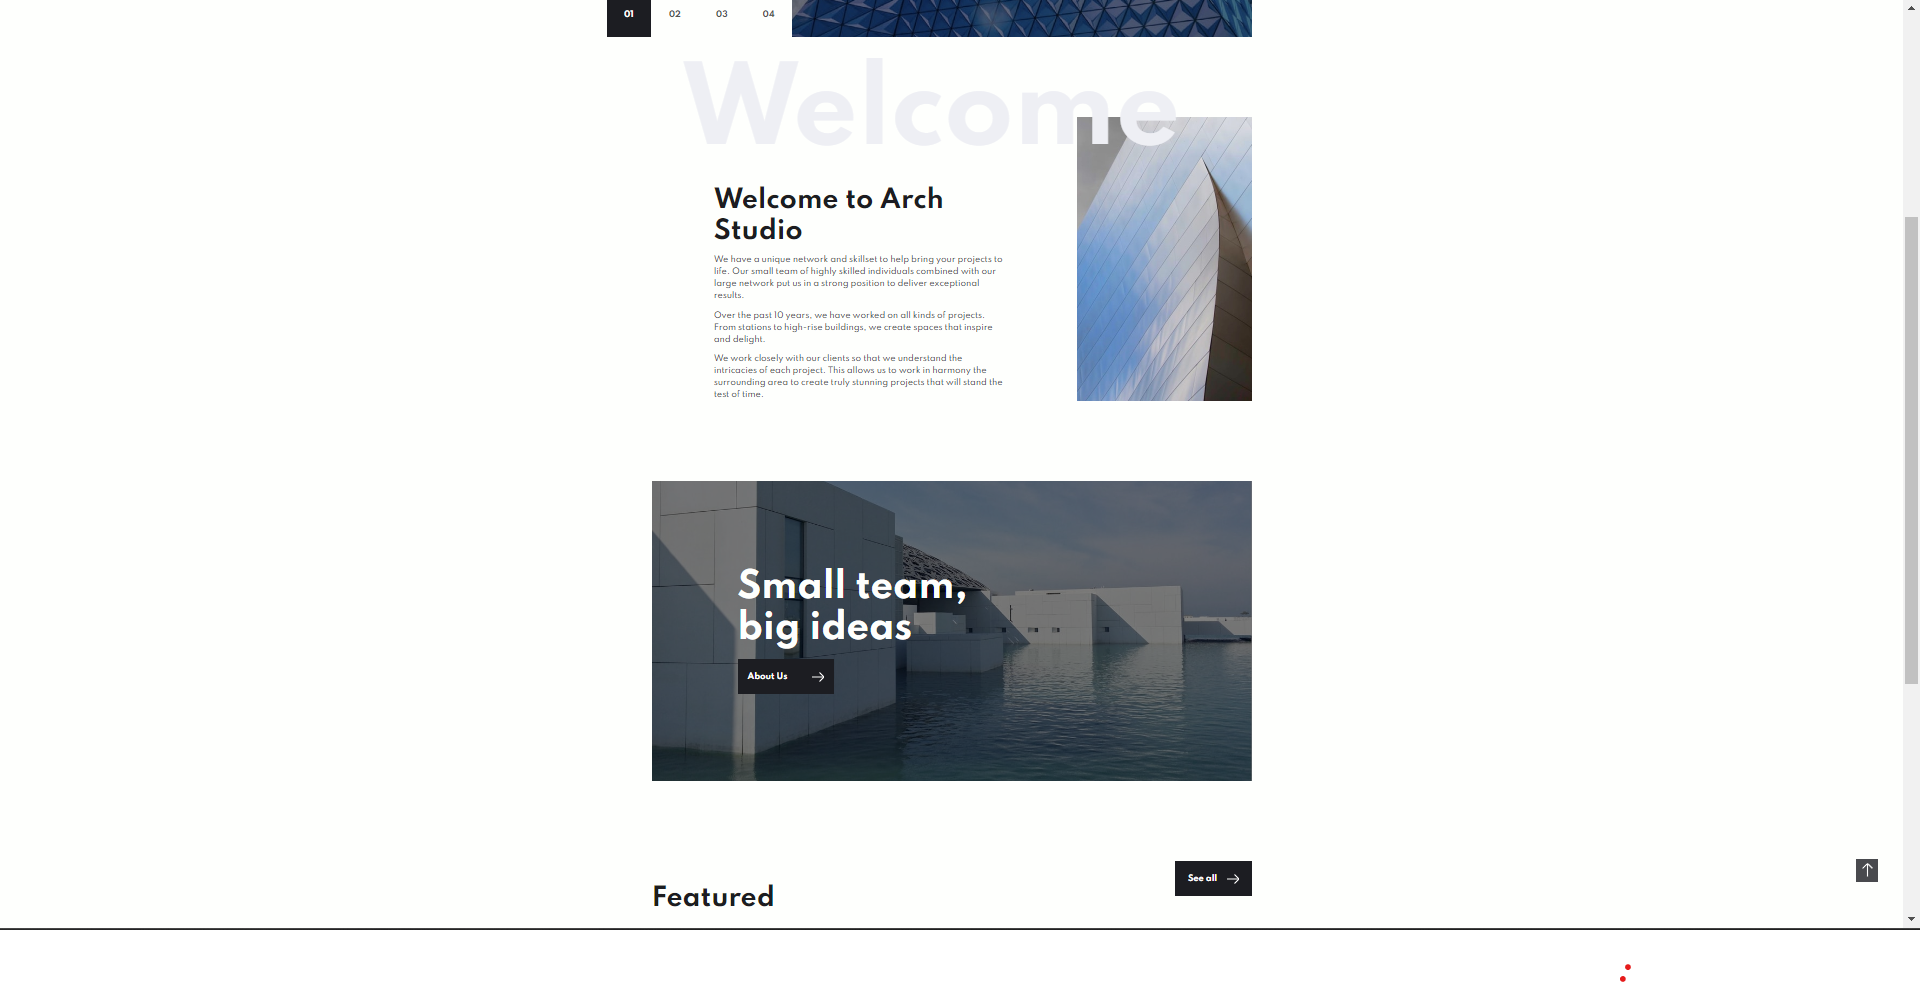 01 02 03 04
Welcome
Welcome to Arch
Studio
We have a unique network and skillset to help bring your projects to
life. Our small team of highly skilled individuals combined with our
large network put us in a strong position to deliver exceptional
results.
Over the past 10 years, we have worked on all kinds of projects.
From stations to high-rise buildings, we create spaces that inspire
and delight.
We work closely with our clients so that we understand the
intricacies of each project. This allows us to work in harmony the
surrounding area to create truly stunning projects that will stand the
test of time.
Small team,
big ideas
About Us
See all
Featured